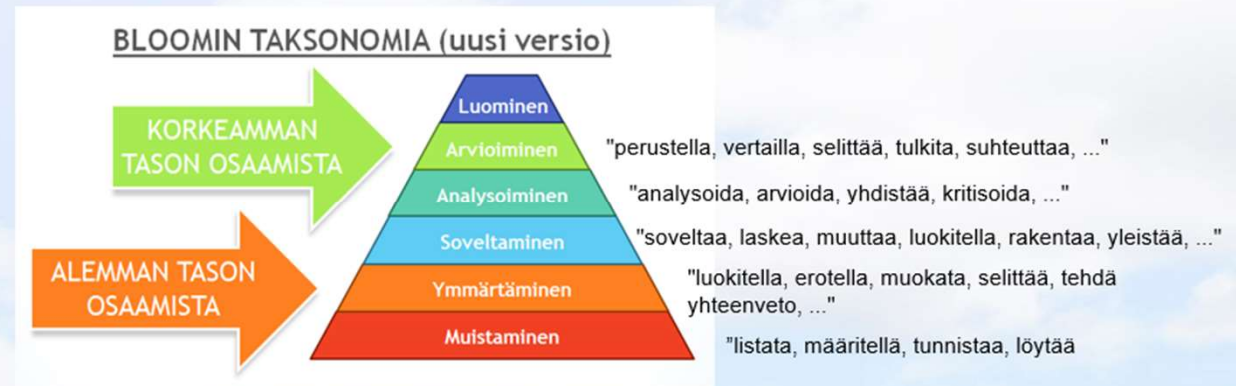 BLOOMIN TAKSONOMIA (uusi versio)
KORKEAMMAN
TASON OSAAMISTA
ALEMMAN TASON
OSAAMISTA
Luominen
Arvioiminen
"perustella, vertailla, selittää, tulkita, suhteuttaa, ..."
Analysoiminen
"analysoida, arvioida, yhdistää, kritisoida, ..."
Soveltaminen
"soveltaa, laskea, muuttaa, luokitella, rakentaa, yleistää, ..."
Ymmärtäminen
"luokitella, erotella, muokata, selittää, tehdä
yhteenveto, ..."
Muistaminen
"listata, määritellä, tunnistaa, löytää